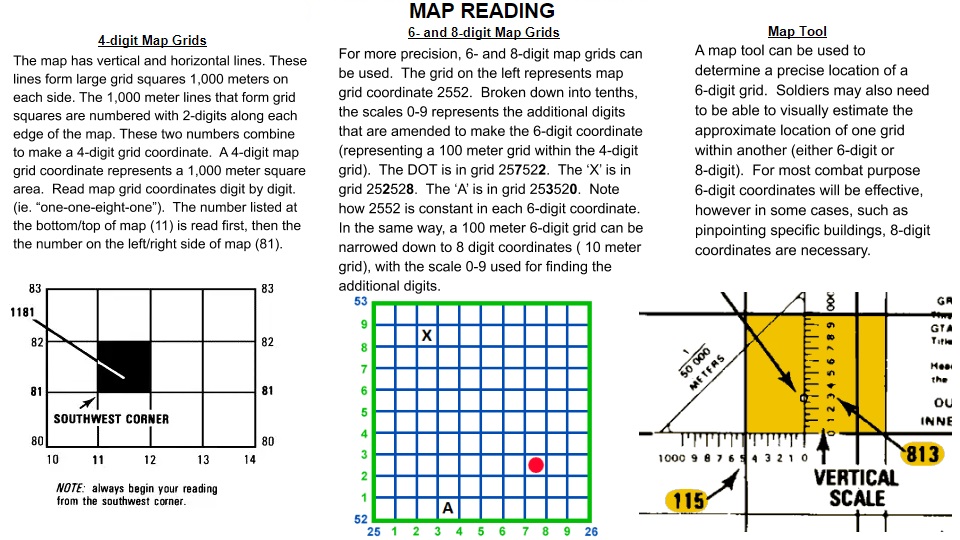 MAP READING
4-digit Map Grids
The map has vertical and horizontal lines. These
lines form large grid squares 1,000 meters on
each side. The 1,000 meter lines that form grid
squares are numbered with 2-digits along each
edge of the map. These two numbers combine
to make a 4-digit grid coordinate.  A 4-digit map
grid coordinate represents a 1,000 meter square
area.  Read map grid coordinates digit by digit.
(ie. “one-one-eight-one”).  The number listed at
the bottom/top of map (11) is read first, then the
the number on the left/right side of map (81).
83
83
1181
82
82
81
81
SOUTHWEST CORNER
80
80
10 11 12 13 14
NOTE: always begin your reading
from the southwest corner.
6- and 8-digit Map Grids
For more precision, 6- and 8-digit map grids can
be used.  The grid on the left represents map
grid coordinate 2552.  Broken down into tenths,
the scales 0-9 represents the additional digits
that are amended to make the 6-digit coordinate
(representing a 100 meter grid within the 4-digit
grid).  The DOT is in grid 257522.  The ‘X’ is in
grid 252528.  The ‘A’ is in grid 253520.  Note
how 2552 is constant in each 6-digit coordinate.
In the same way, a 100 meter 6-digit grid can be
narrowed down to 8 digit coordinates ( 10 meter
grid), with the scale 0-9 used for finding the
additional digits.
53
9
X
8
7
6
5
4
3
2
1
A
52
25 1 2 3 4 5 6 7 8 9 26
Map Tool
A map tool can be used to
determine a precise location of a
6-digit grid.  Soldiers may also need
to be able to visually estimate the
approximate location of one grid
within another (either 6-digit or
8-digit).  For most combat purpose
6-digit coordinates will be effective,
however in some cases, such as
pinpointing specific buildings, 8-digit
coordinates are necessary.
GR
GTA
Title
the
OU
INNE
1
50 000
METERS
000
9
8
7
6
5
4
3
2
1
0
1000 9 8 7 6 5 4 3 2 1 0
813
VERTICAL
SCALE
115